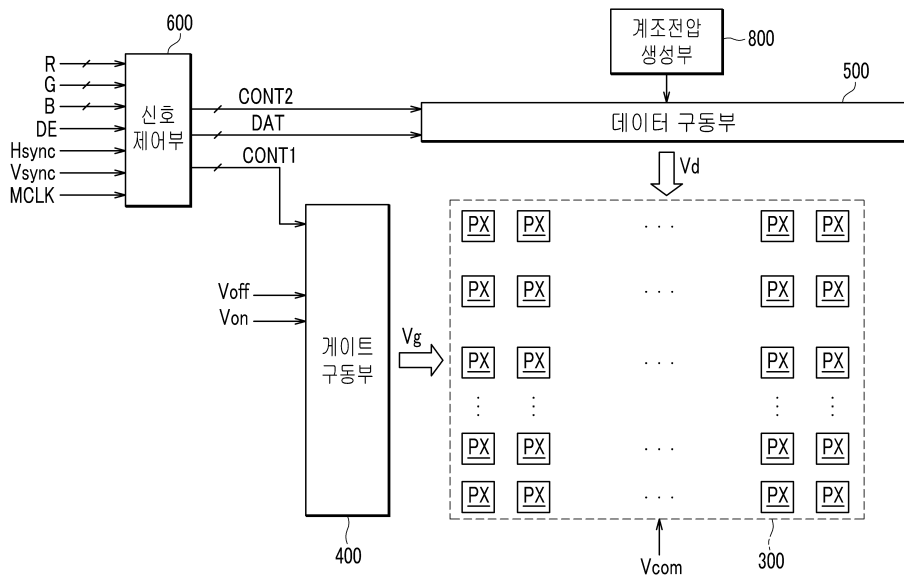 600
R
G
B
DE
Hsync
Vsync
MCLK
신호
제어부
CONT2
DAT
CONT1
계조전압
생성부
800
500
데이터 구동부
Vd
Voff
Von
게이트
구동부
400
Vg
PX PX . . . PX PX
PX PX . . . PX PX
PX PX . . . PX PX
PX PX . . . PX PX
PX PX . . . PX PX
Vcom
300